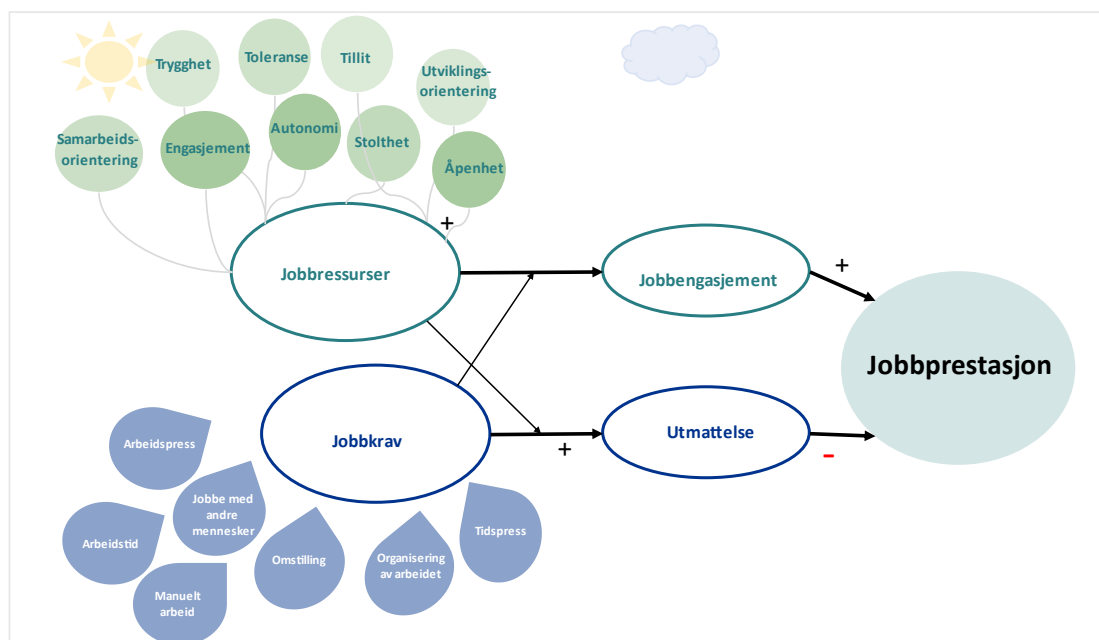 Trygghet
Toleranse
Tillit
Utviklings-
orientering
Samarbeids-
orientering
Engasjement
Autonomi
Stolthet
Åpenhet
+
Jobbressurser
Jobbengasjement
+
Jobbprestasjon
Jobbkrav
+
Utmattelse
-
Arbeidspress
Jobbe med
andre
mennesker
Tidspress
Arbeidstid
Omstilling
Organisering
av arbeidet
Manuelt
arbeid